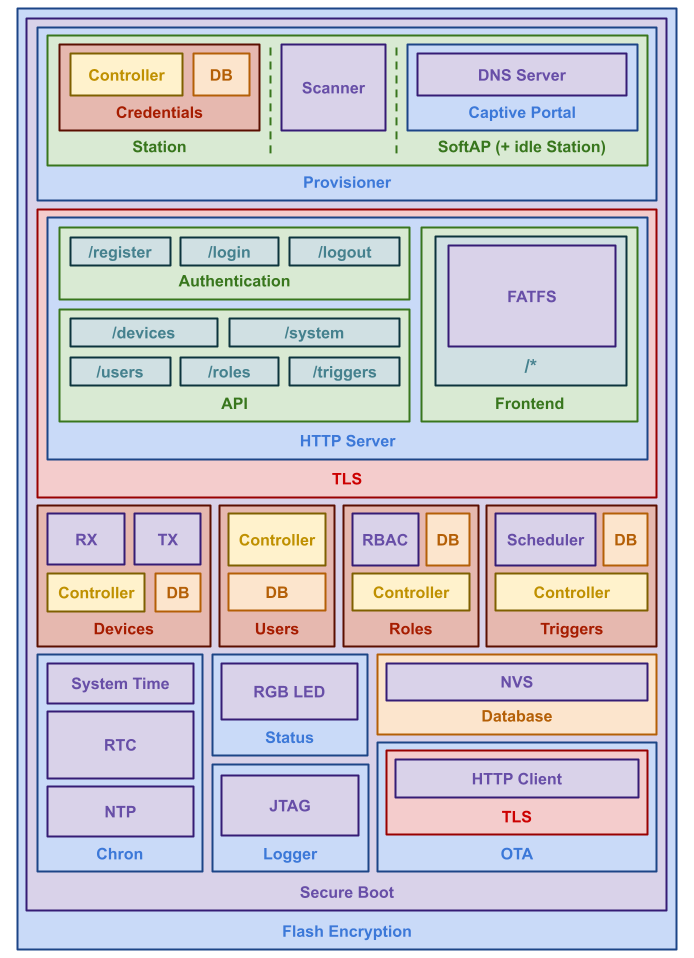 Controller
DB
Credentials
Station
Scanner
DNS Server
Captive Portal
SoftAP (+ idle Station)
Provisioner
/register
/login
/logout
Authentication
/devices
/system
/users
/roles
/triggers
API
FATFS
/*
Frontend
HTTP Server
TLS
RX
TX
Controller
DB
Devices
Controller
DB
Users
RBAC
DB
Controller
Roles
Scheduler
DB
Controller
Triggers
System Time
RTC
NTP
Chron
RGB LED
Status
JTAG
Logger
NVS
Database
HTTP Client
TLS
OTA
Secure Boot
Flash Encryption